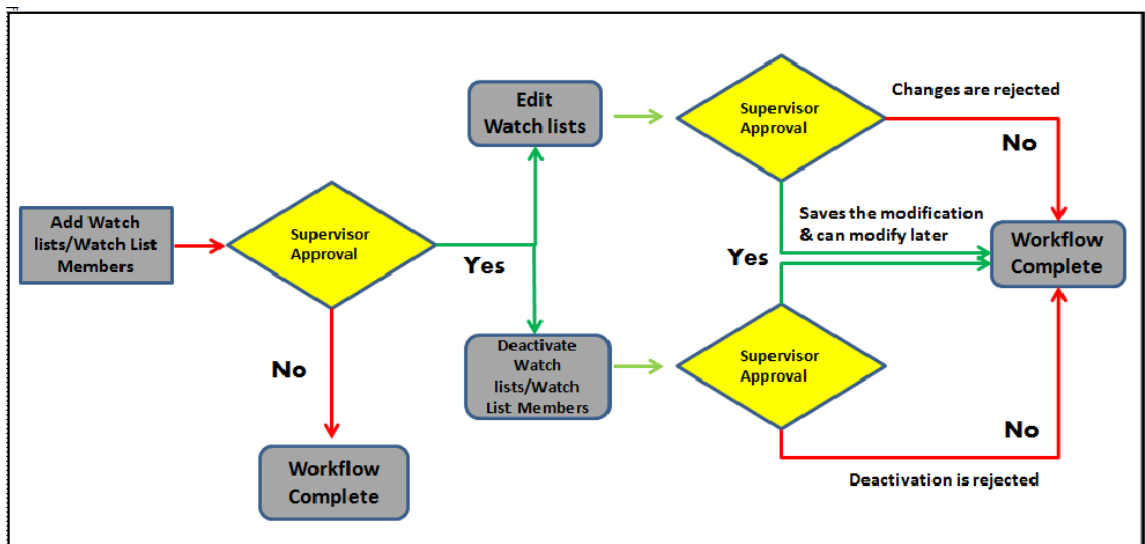 Add Watch
lists/Watch List
Members
Supervisor
Approval
No
Workflow
Complete
Yes
Edit
Watch lists
Deactivate
Watch
lists/Watch
List Members
Supervisor
Approval
Changes are rejected
No
Saves the modification
& can modify later
Yes
Supervisor
Approval
No
Deactivation is rejected
Workflow
Complete